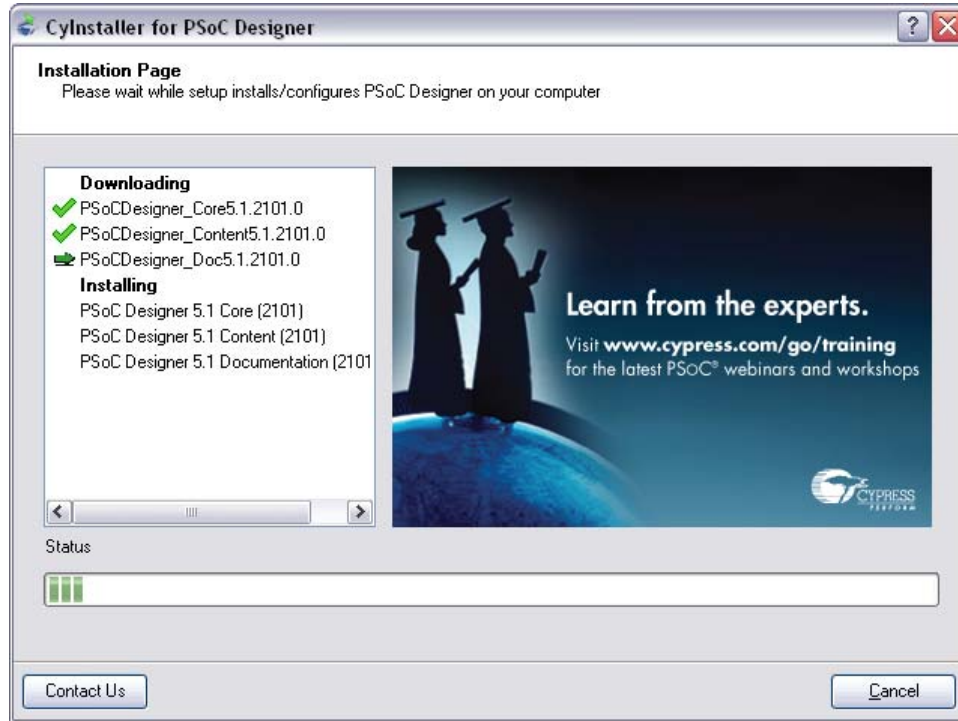 CyInstaller for PSoC Designer
Installation Page
Please wait while setup installs/configures PSoC Designer on your computer
Downloading
PSoCDesigner_Core5.1.2101.0
PSoCDesigner_Content5.1.2101.0
PSoCDesigner_Doc5.1.2101.0
Installing
PSoC Designer 5.1 Core (2101)
PSoC Designer 5.1 Content (2101)
PSoC Designer 5.1 Documentation (2101
Learn from the experts.
Visit www.cypress.com/go/training
for the latest PSoC® webinars and workshops
CYPRESS
PERFORM
Status
Contact Us
Cancel